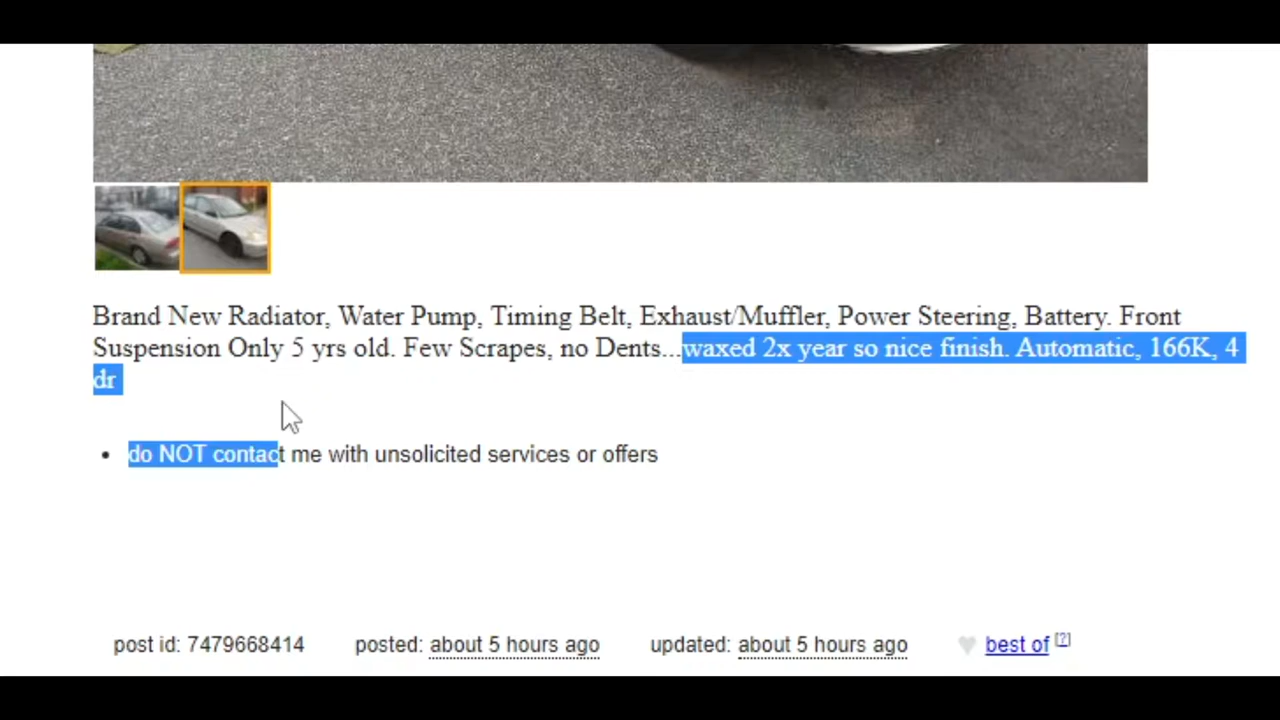 Brand New Radiator, Water Pump, Timing Belt, Exhaust/Muffler, Power Steering, Battery. Front
Suspension Only 5 yrs old. Few Scrapes, no Dents...waxed 2x year so nice finish. Automatic, 166K, 4
dr
• do NOT contact me with unsolicited services or offers
post id: 7479668414 posted: about 5 hours ago updated: about 5 hours ago ♥ best of [?]